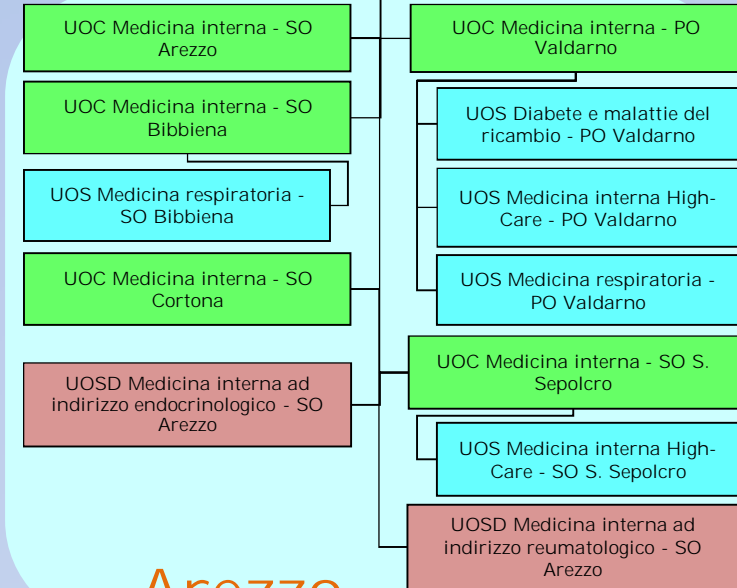 UOC Medicina interna - SO
Arezzo
UOC Medicina interna - SO
Bibbiena
UOS Medicina respiratoria -
SO Bibbiena
UOC Medicina interna - SO
Cortona
UOSD Medicina interna ad
indirizzo endocrinologico - SO
Arezzo
UOC Medicina interna - PO
Valdarno
UOS Diabete e malattie del
ricambio - PO Valdarno
UOS Medicina interna High-
Care - PO Valdarno
UOS Medicina respiratoria -
PO Valdarno
UOC Medicina interna - SO S.
Sepolcro
UOS Medicina interna High-
Care - SO S. Sepolcro
UOSD Medicina interna ad
indirizzo reumatologico - SO
Arezzo
Arezzo